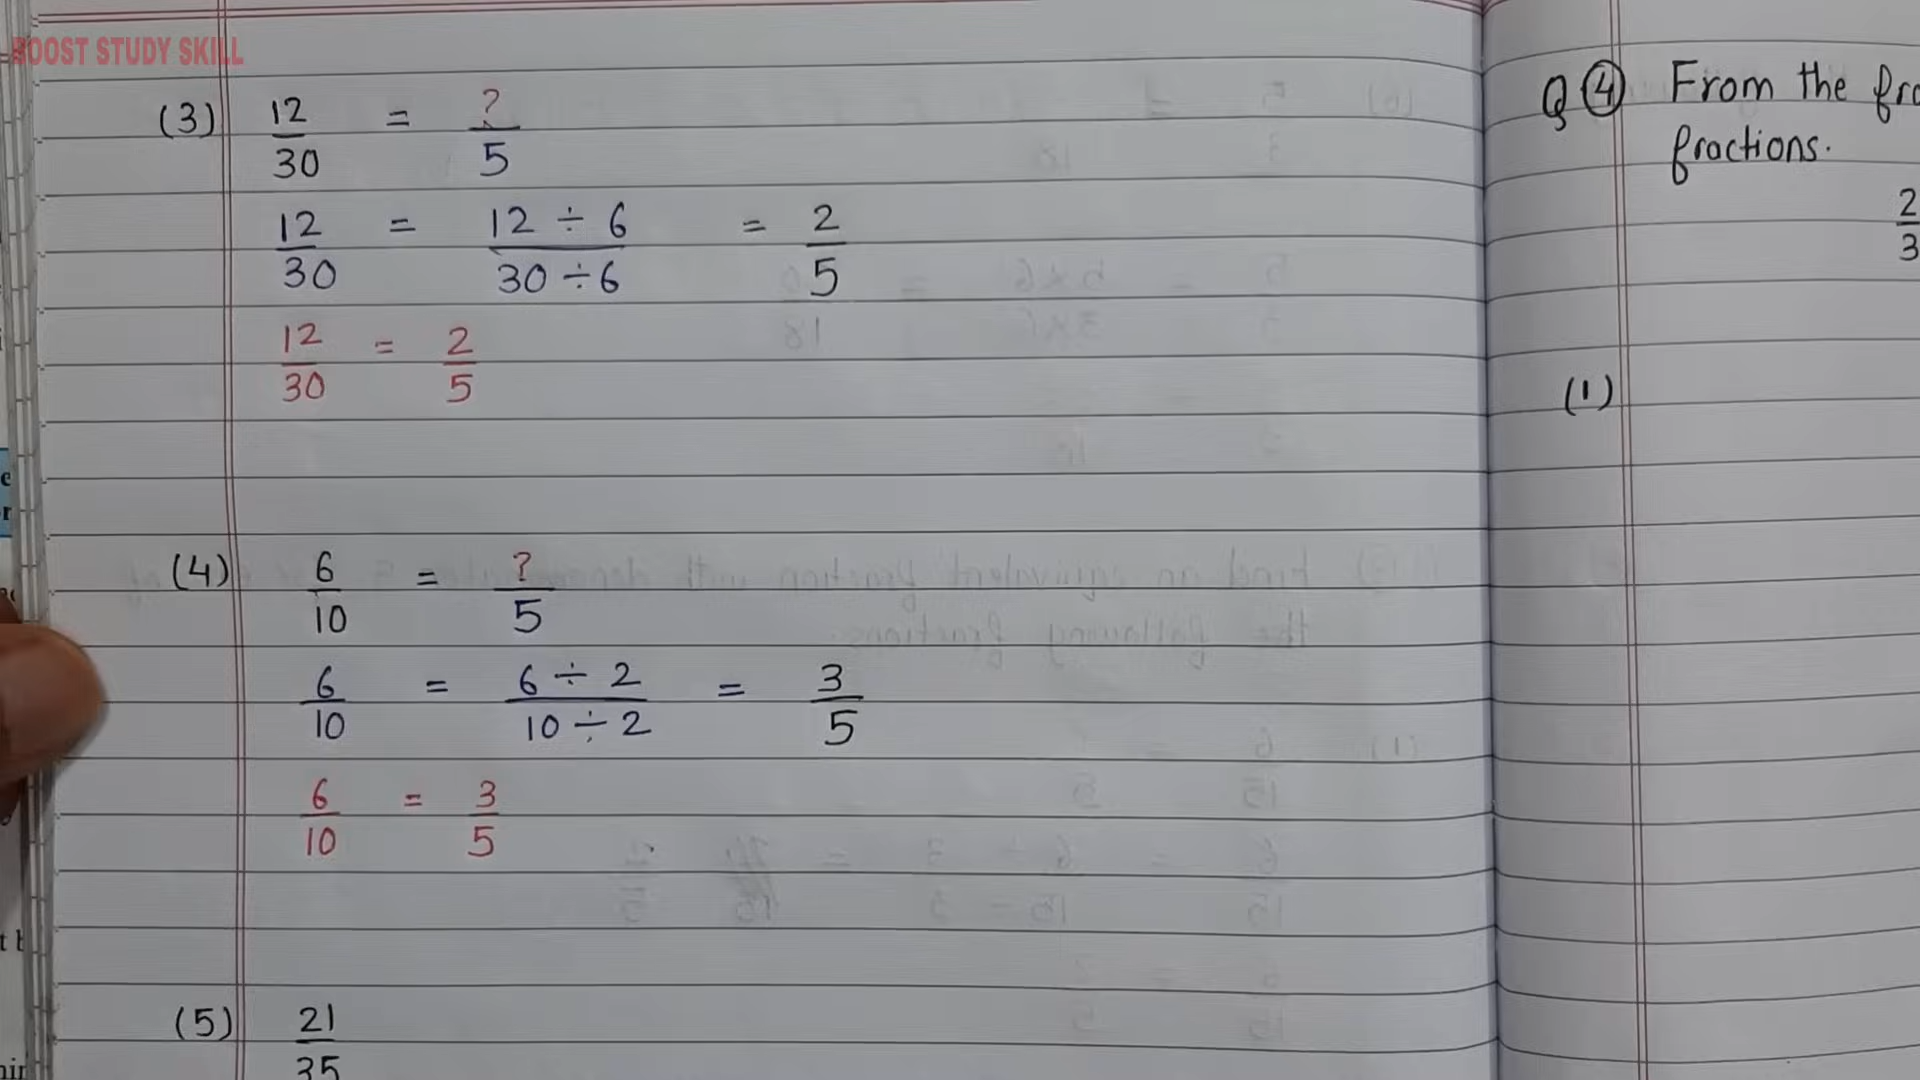 BOOST STUDY SKILL
(3) 12/30 = ?/5
12/30 = 12 ÷ 6/30 ÷ 6 = 2/5
12/30 = 2/5
(4) 6/10 = ?/5
6/10 = 6 ÷ 2/10 ÷ 2 = 3/5
6/10 = 3/5
(5) 21/35
Q 4 From the
fractions.
2/3
(1)